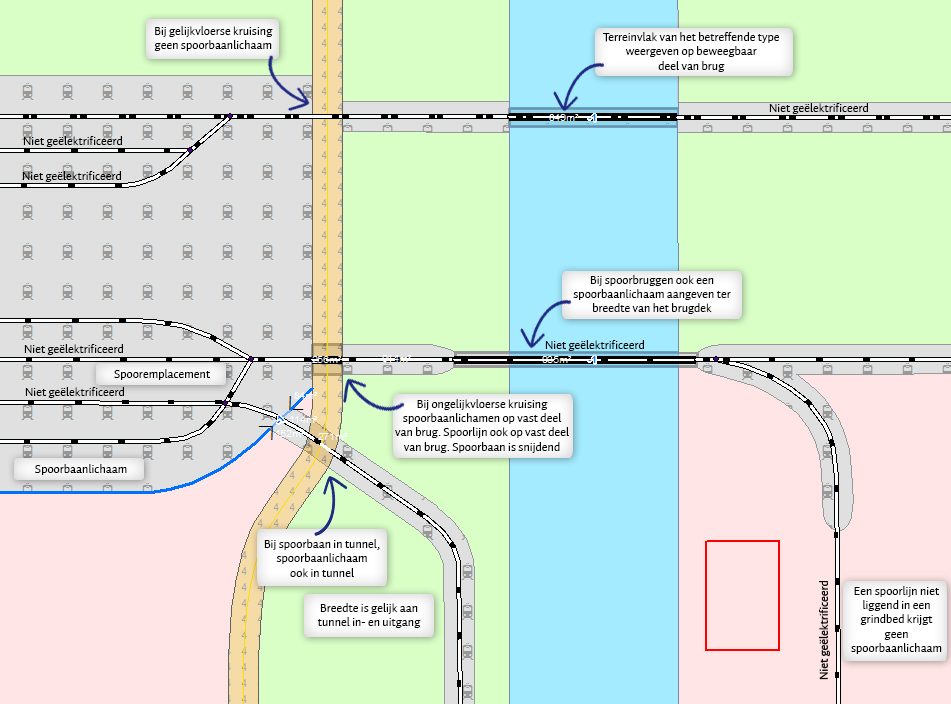 Bij gelijkvloerse kruising
geen spoorbaanlichaam
Terreinvlak van het betreffende type
weergeven op beweegbaar
deel van brug
Niet geëlektrificeerd
Niet geëlektrificeerd
Niet geëlektrificeerd
Bij spoorbruggen ook een
spoorbaanlichaam aangeven ter
breedte van het brugdek
Niet geëlektrificeerd
Niet geëlektrificeerd
Spooremplacement
Niet geëlektrificeerd
Bij ongelijkvloerse kruising
spoorbaanlichamen op vast deel
van brug. Spoorlijn ook op vast deel
van brug. Spoorbaan is snijdend
Spoorbaanlichaam
Bij spoorbaan in tunnel,
spoorbaanlichaam
ook in tunnel
Breedte is gelijk aan
tunnel in- en uitgang
Niet geëlektrificeerd
Een spoorlijn niet
liggend in een
grindbed krijgt
geen
spoorbaanlichaam